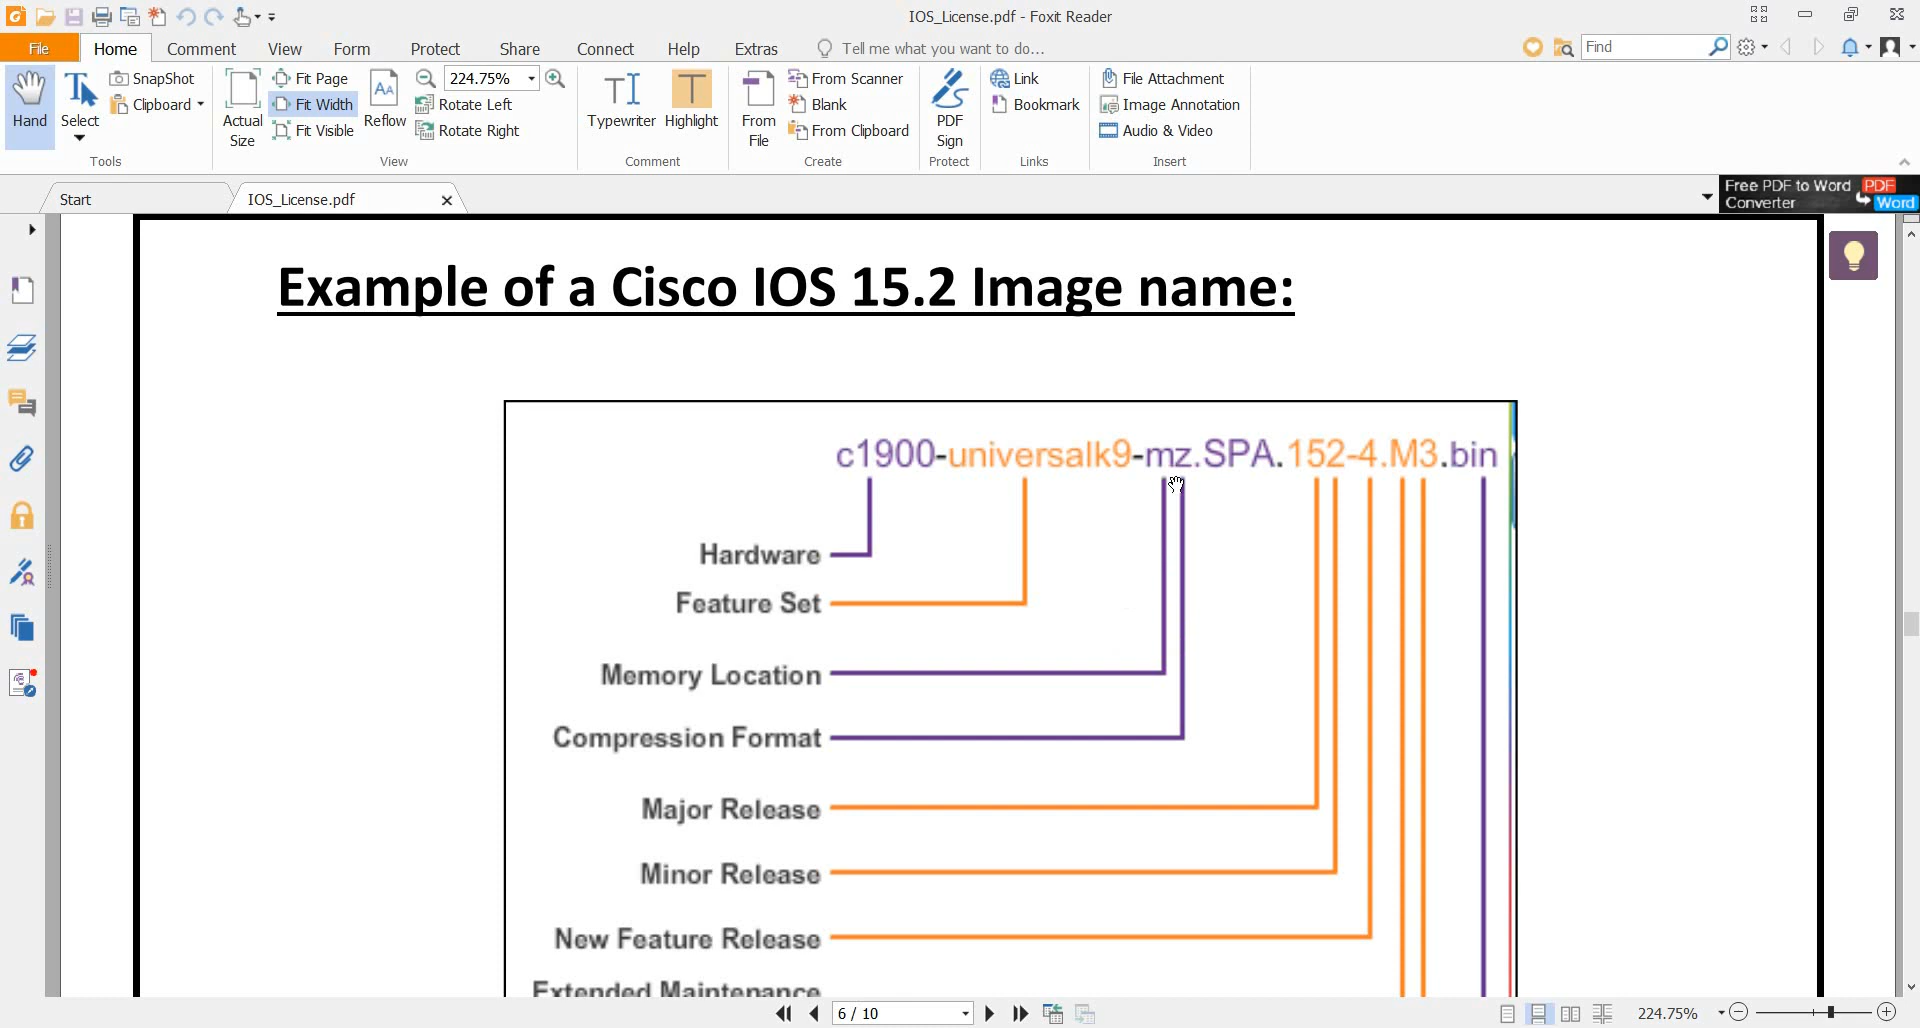 IOS_License.pdf - Foxit Reader
File Home Comment View Form Protect Share Connect Help Extras Tell me what you want to do... Find
Hand
Select
SnapShot
Clipboard
Tools
Actual Size
Fit Page
Fit Width
Fit Visible
Reflow
224.75%
Rotate Left
Rotate Right
View
Typewriter
Highlight
Comment
From File
From Scanner
Blank
From Clipboard
Create
PDF Sign
Protect
Link
Bookmark
Links
File Attachment
Image Annotation
Audio & Video
Insert
Start
IOS_License.pdf
Free PDF to Word PDF
Converter Word
Example of a Cisco IOS 15.2 Image name:
c1900-universalk9-mz.SPA.152-4.M3.bin
Hardware
Feature Set
Memory Location
Compression Format
Major Release
Minor Release
New Feature Release
Extended Maintenance
6 / 10
224.75%